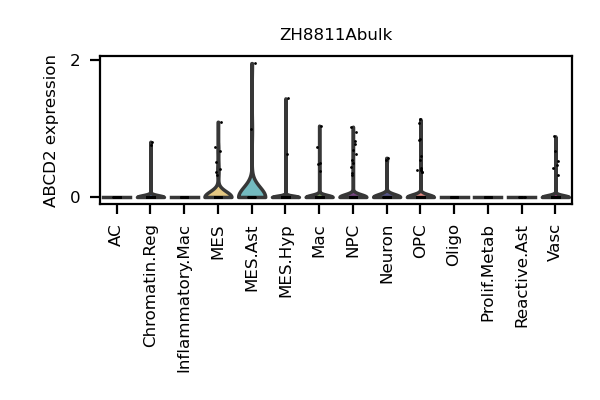 ZH8811Abulk
ABCD2 expression
2
0
AC
Chromatin.Reg
Inflammatory.Mac
MES
MES.Ast
MES.Hyp
Mac
NPC
Neuron
OPC
Oligo
Prolif.Metab
Reactive.Ast
Vasc